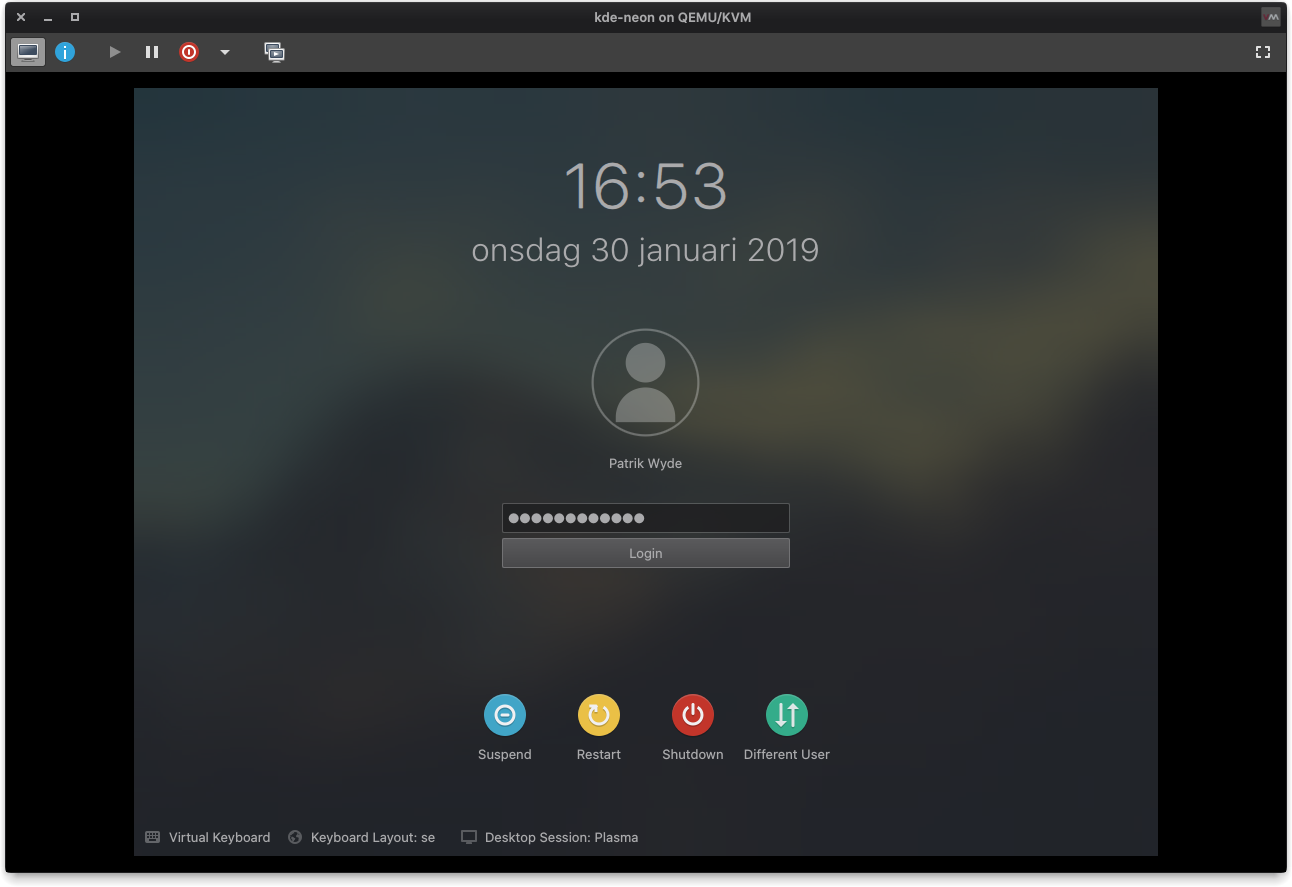 kde-neon on QEMU/KVM
16:53
onsdag 30 januari 2019
Patrik Wyde
Login
Suspend
Restart
Shutdown
Different User
Virtual Keyboard
Keyboard Layout: se
Desktop Session: Plasma